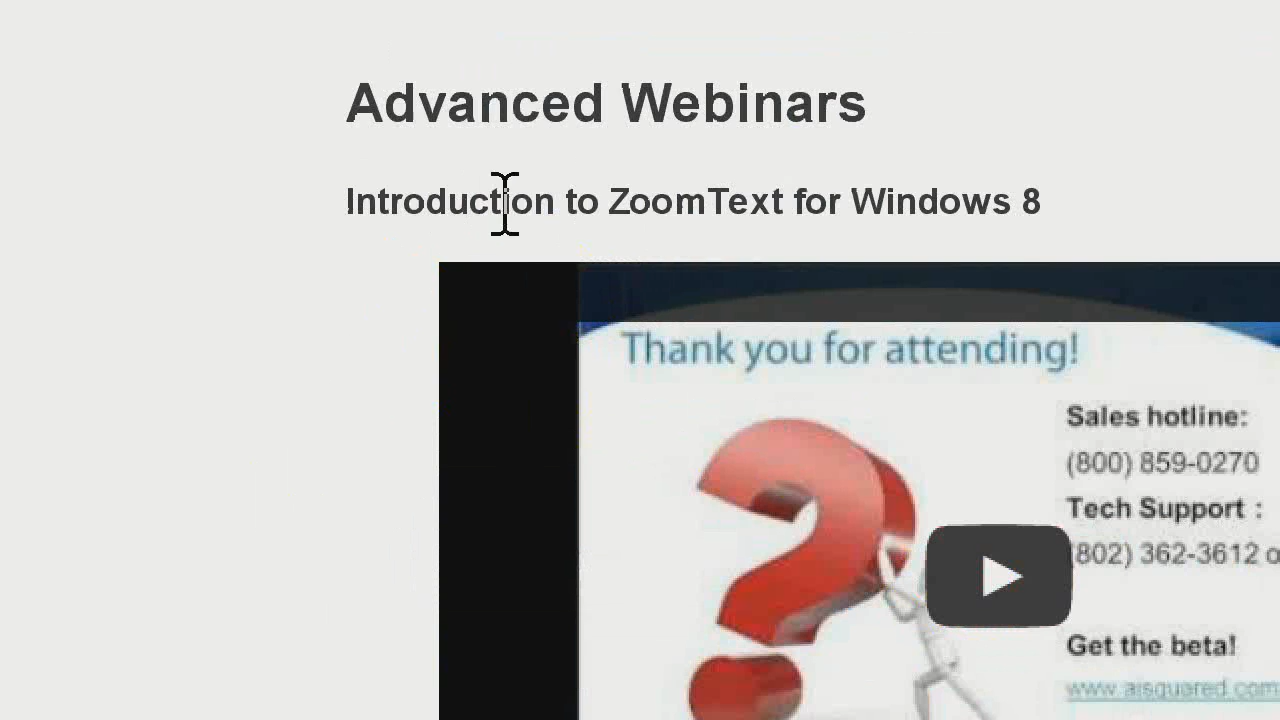 Advanced Webinars
Introduction to ZoomText for Windows 8
Thank you for attending!
Sales hotline:
(800) 859-0270
Tech Support :
(802) 362-3612 o
Get the beta!
www.aisquared.com